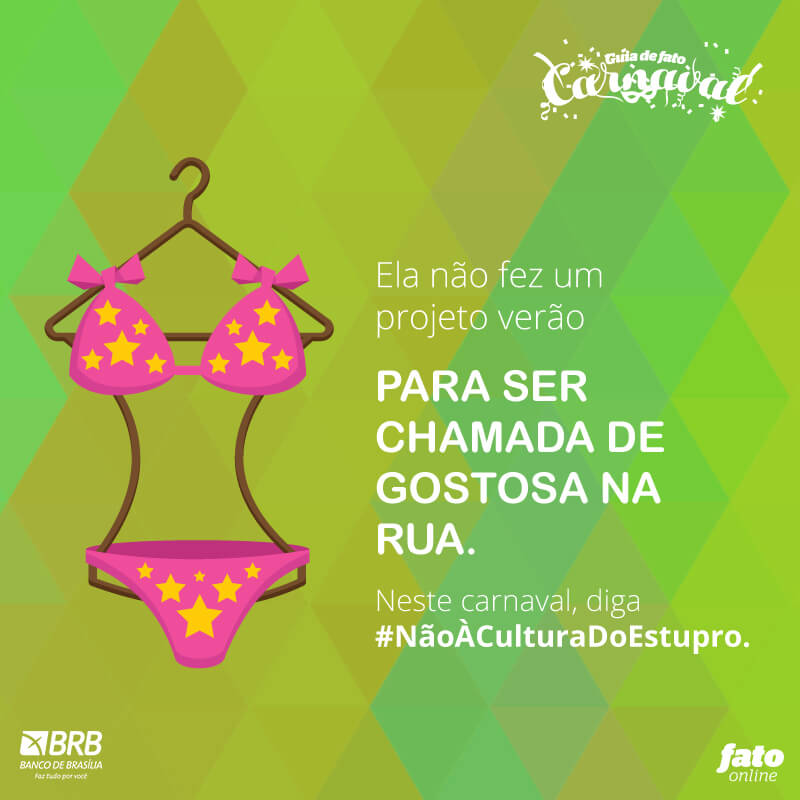 Guia de fato
Carnaval
Ela não fez um
projeto verão
PARA SER
CHAMADA DE
GOSTOSA NA
RUA.
Neste carnaval, diga
#NãoÀCulturaDoEstupro.
BRB
BANCO DE BRASÍLIA
Faz tudo por você
fato
online